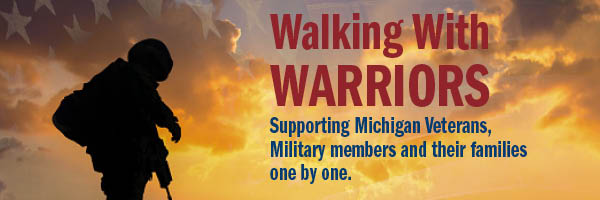 Walking With
WARRIORS
Supporting Michigan Veterans,
Military members and their families
one by one.